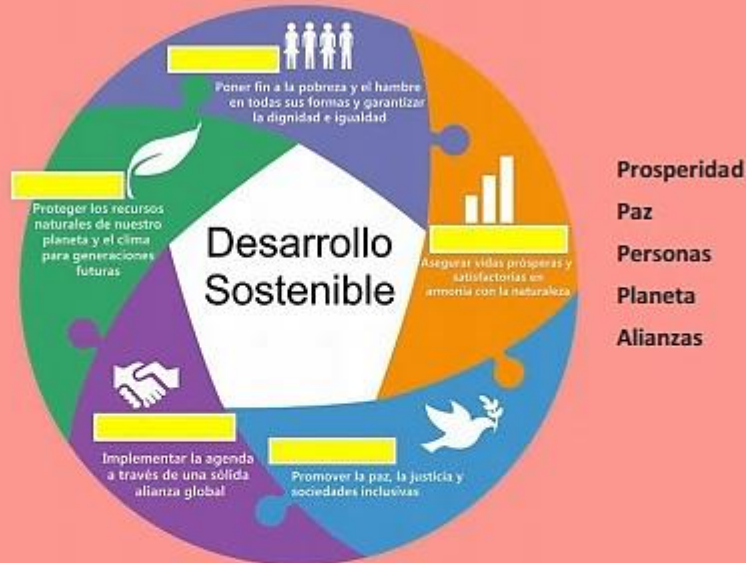 Poner fin a la pobreza y el hambre
en todas sus formas y garantizar
la dignidad e igualdad
Proteger los recursos
naturales de nuestro
planeta y el clima
para generaciones
futuras
Desarrollo
Sostenible
Asegurar vidas prósperas y
satisfactorias en
armonía con la naturaleza
Implementar la agenda
a través de una sólida
alianza global
Promover la paz, la justicia y
sociedades inclusivas
Prosperidad
Paz
Personas
Planeta
Alianzas